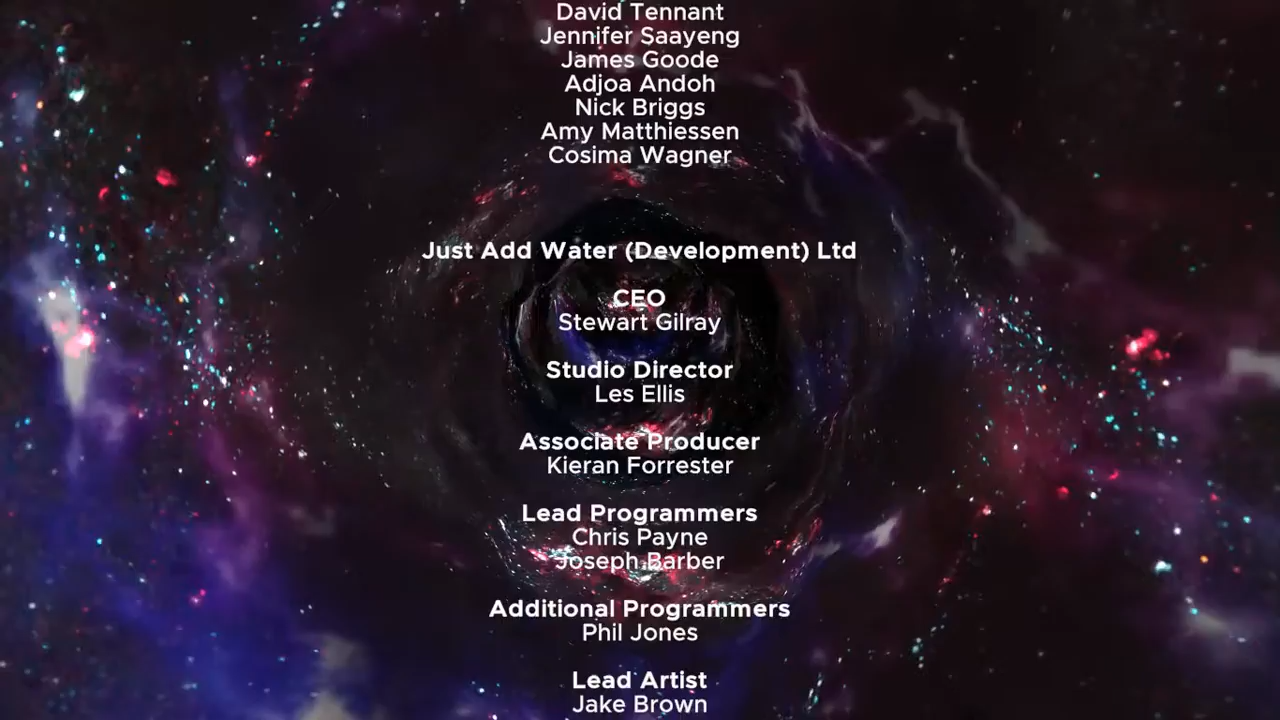 David Tennant
Jennifer Saayeng
James Goode
Adjoa Andoh
Nick Briggs
Amy Matthiessen
Cosima Wagner
Just Add Water (Development) Ltd
CEO
Stewart Gilray
Studio Director
Les Ellis
Associate Producer
Kieran Forrester
Lead Programmers
Chris Payne
Joseph Barber
Additional Programmers
Phil Jones
Lead Artist
Jake Brown